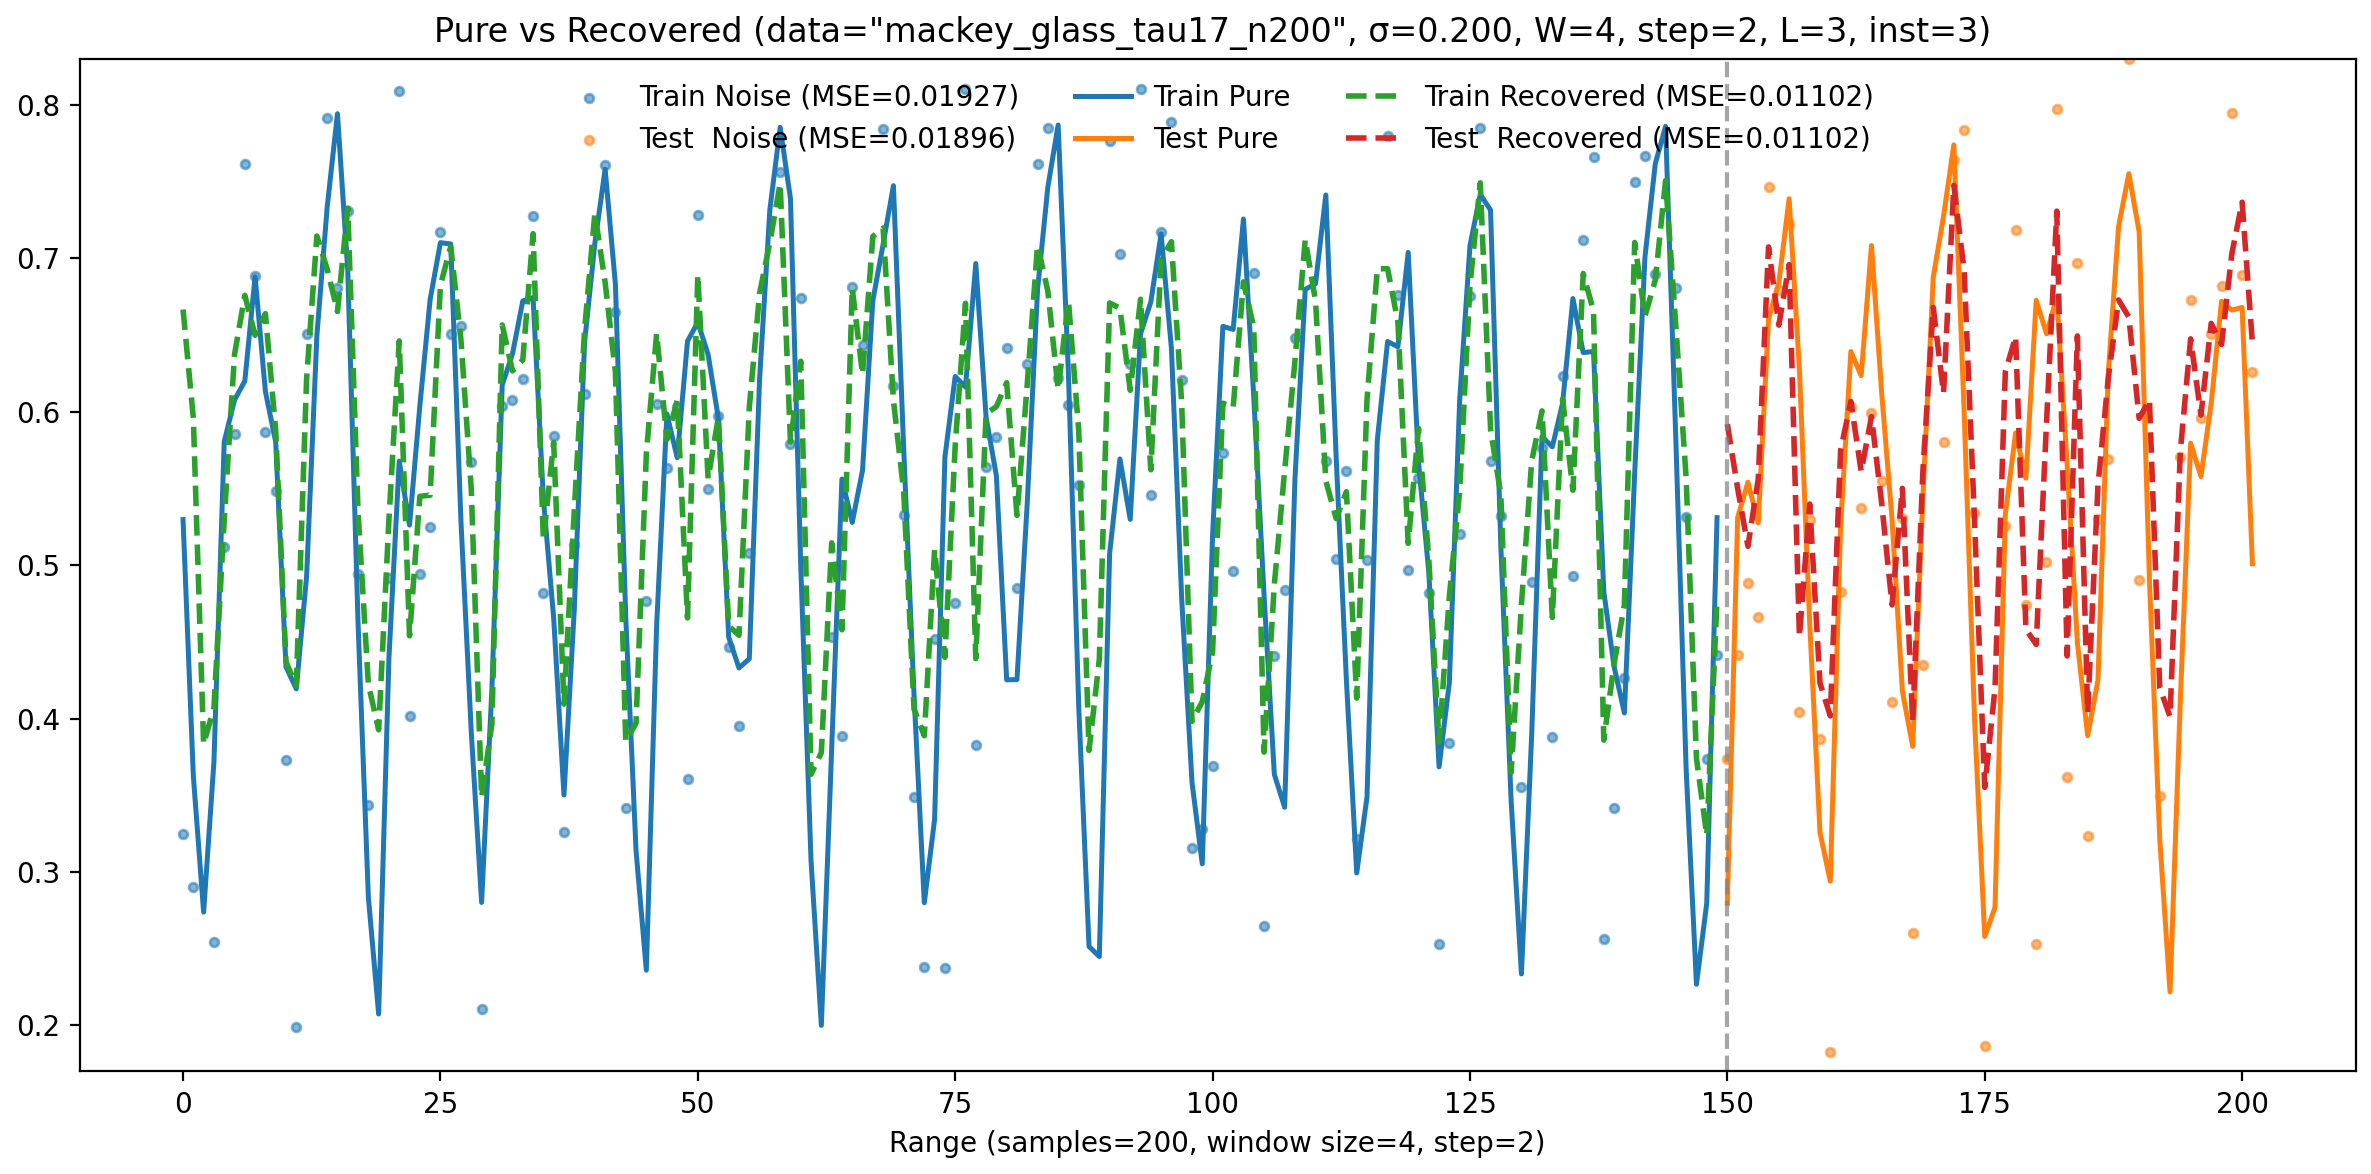 Pure vs Recovered (data="mackey_glass_tau17_n200", σ=0.200, W=4, step=2, L=3, inst=3)
Train Noise (MSE=0.01927)
Test  Noise (MSE=0.01896)
Train Pure
Test Pure
Train Recovered (MSE=0.01102)
Test  Recovered (MSE=0.01102)
0.8
0.7
0.6
0.5
0.4
0.3
0.2
0 25 50 75 100 125 150 175 200
Range (samples=200, window size=4, step=2)